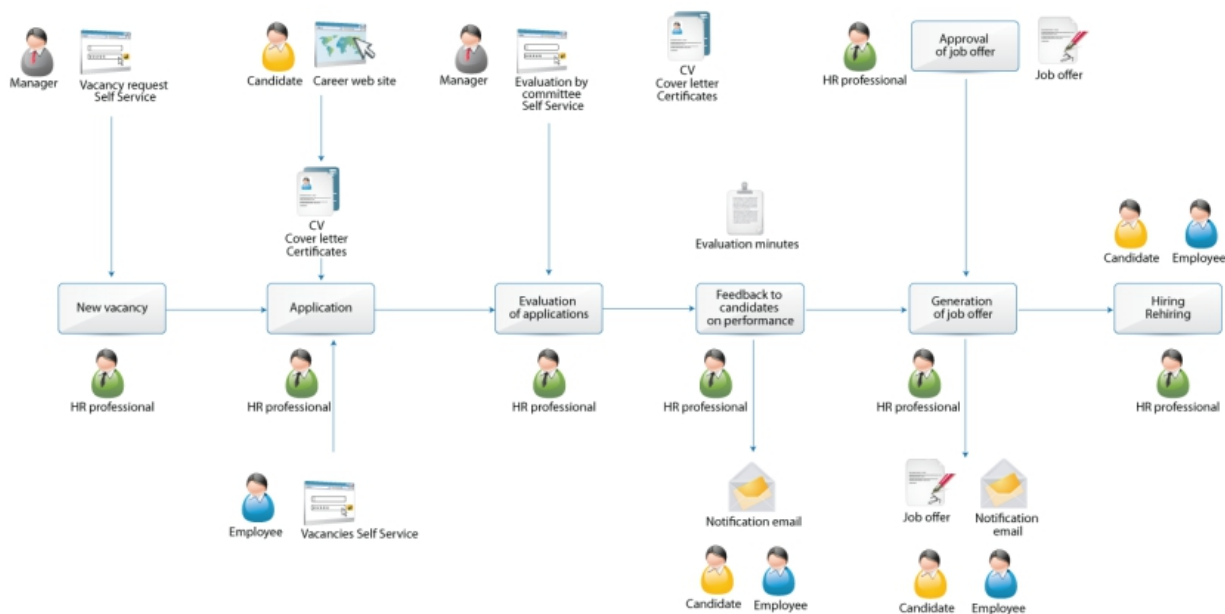 Manager
Vacancy request
Self Service
Candidate
Career web site
Manager
Evaluation by
committee
Self Service
CV
Cover letter
Certificates
HR professional
Approval
of job offer
Job offer
CV
Cover letter
Certificates
Evaluation minutes
Candidate
Employee
New vacancy
Application
Evaluation
of applications
Feedback to
candidates
on performance
Generation
of job offer
Hiring
Rehiring
HR professional
HR professional
HR professional
HR professional
HR professional
HR professional
Employee
Vacancies Self Service
Notification email
Job offer
Notification
email
Candidate
Employee
Candidate
Employee